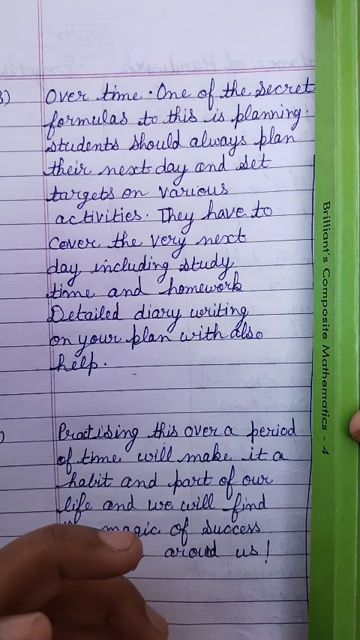 Over time. One of the secret
formulas to this is planning.
students should always plan
their next day and set
targets on various
activities. They have to
cover the very next
day including study
time and homework
Detailed diary writing
on your plan with also
help.
Practising this over a period
of time will make it a
habit and part of our
life and we will find
magic of success
around us!
Brilliant's Composite Mathematics - 4